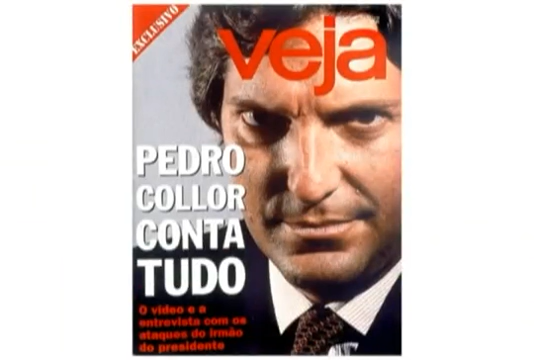 EXCLUSIVO
veja
PEDRO
COLLOR
CONTA
TUDO
O vídeo e a
entrevista com os
ataques do irmão
do presidente